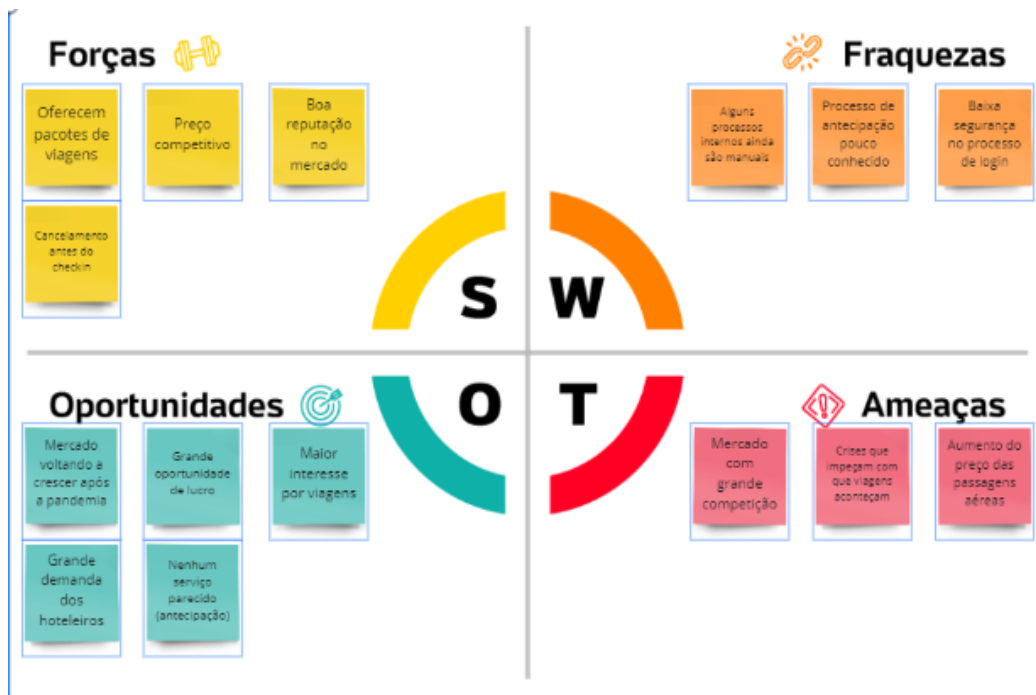 Forças
Oferecem
pacotes de
viagens
Preço
competitivo
Boa
reputação
no
mercado
Cancelamento
antes do
checkin
Fraquezas
Alguns
processos
internos ainda
são manuais
Processo de
antecipação
pouco
conhecido
Baixa
segurança
no processo
de login
S
W
O
T
Oportunidades
Mercado
voltando a
crescer após
a pandemia
Grande
oportunidade
de lucro
Maior
interesse
por viagens
Grande
demanda
dos
hoteleiros
Nenhum
serviço
parecido
(antecipação)
Ameaças
Mercado
com
grande
competição
Crises que
impeçam com
que viagens
aconteçam
Aumento do
preço das
passagens
aéreas